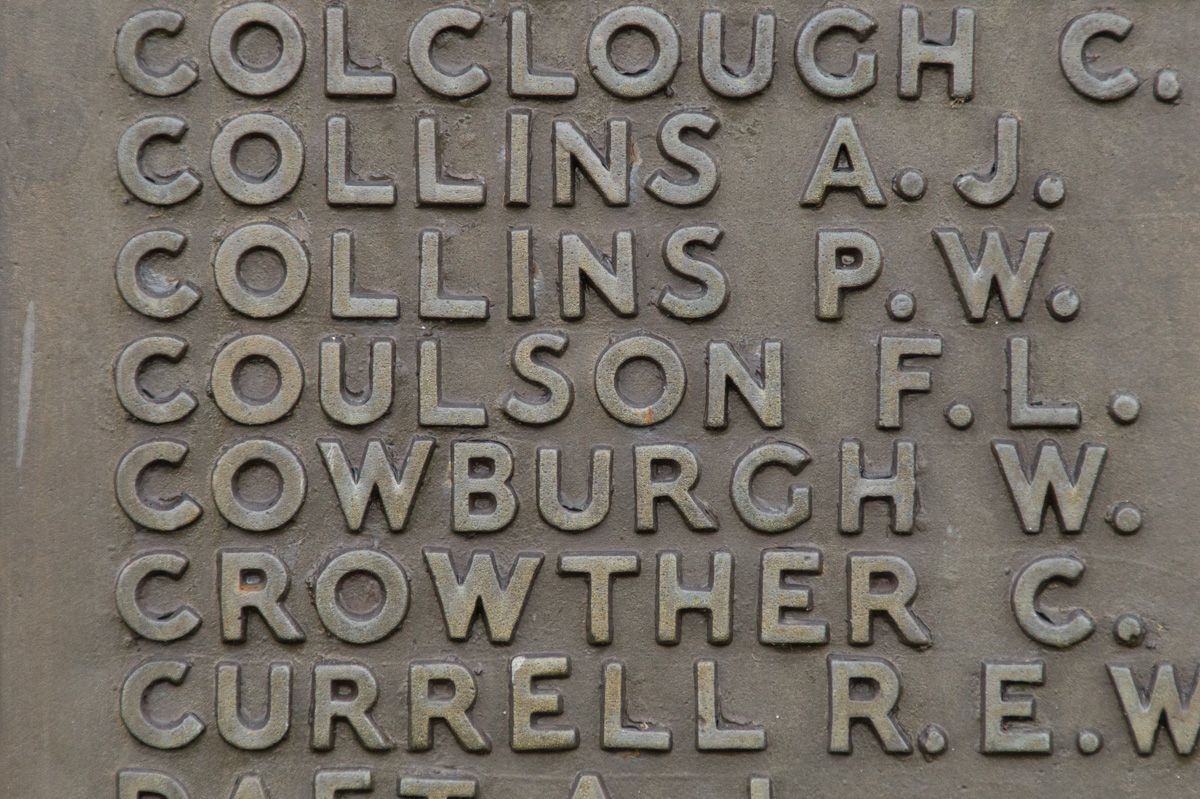 COLCLOUGH C.
COLLINS A.J.
COLLINS P.W.
COULSON F.L.
COWBURGH W.
CROWTHER C.
CURRELL R.E.W